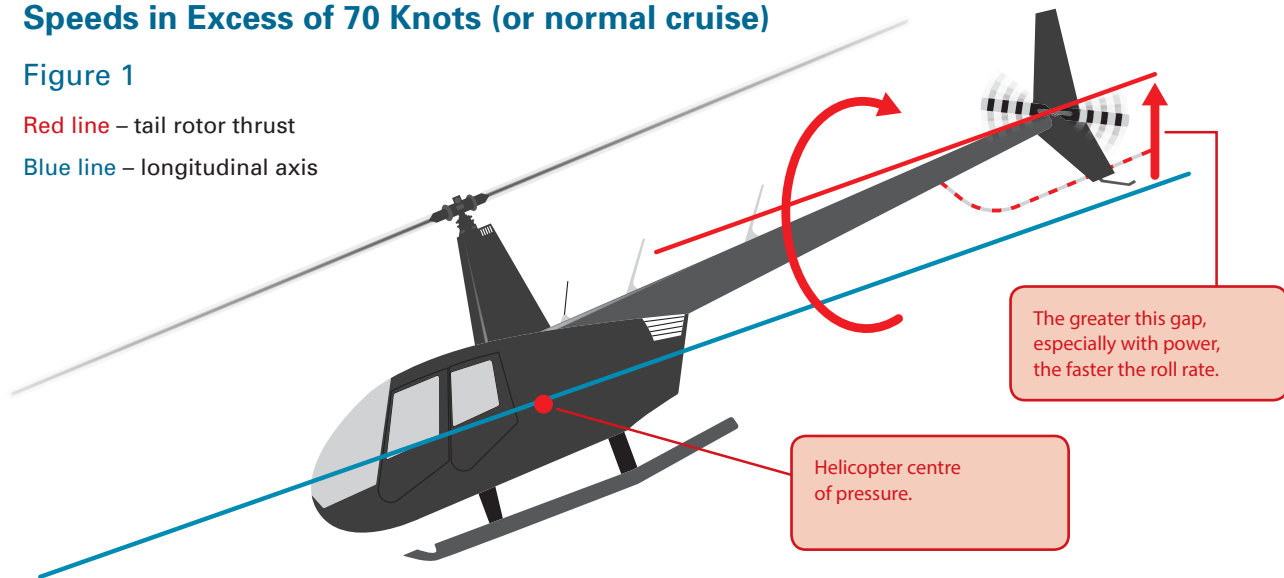 Speeds in Excess of 70 Knots (or normal cruise)
Figure 1
Red line – tail rotor thrust
Blue line – longitudinal axis
The greater this gap,
especially with power,
the faster the roll rate.
Helicopter centre
of pressure.